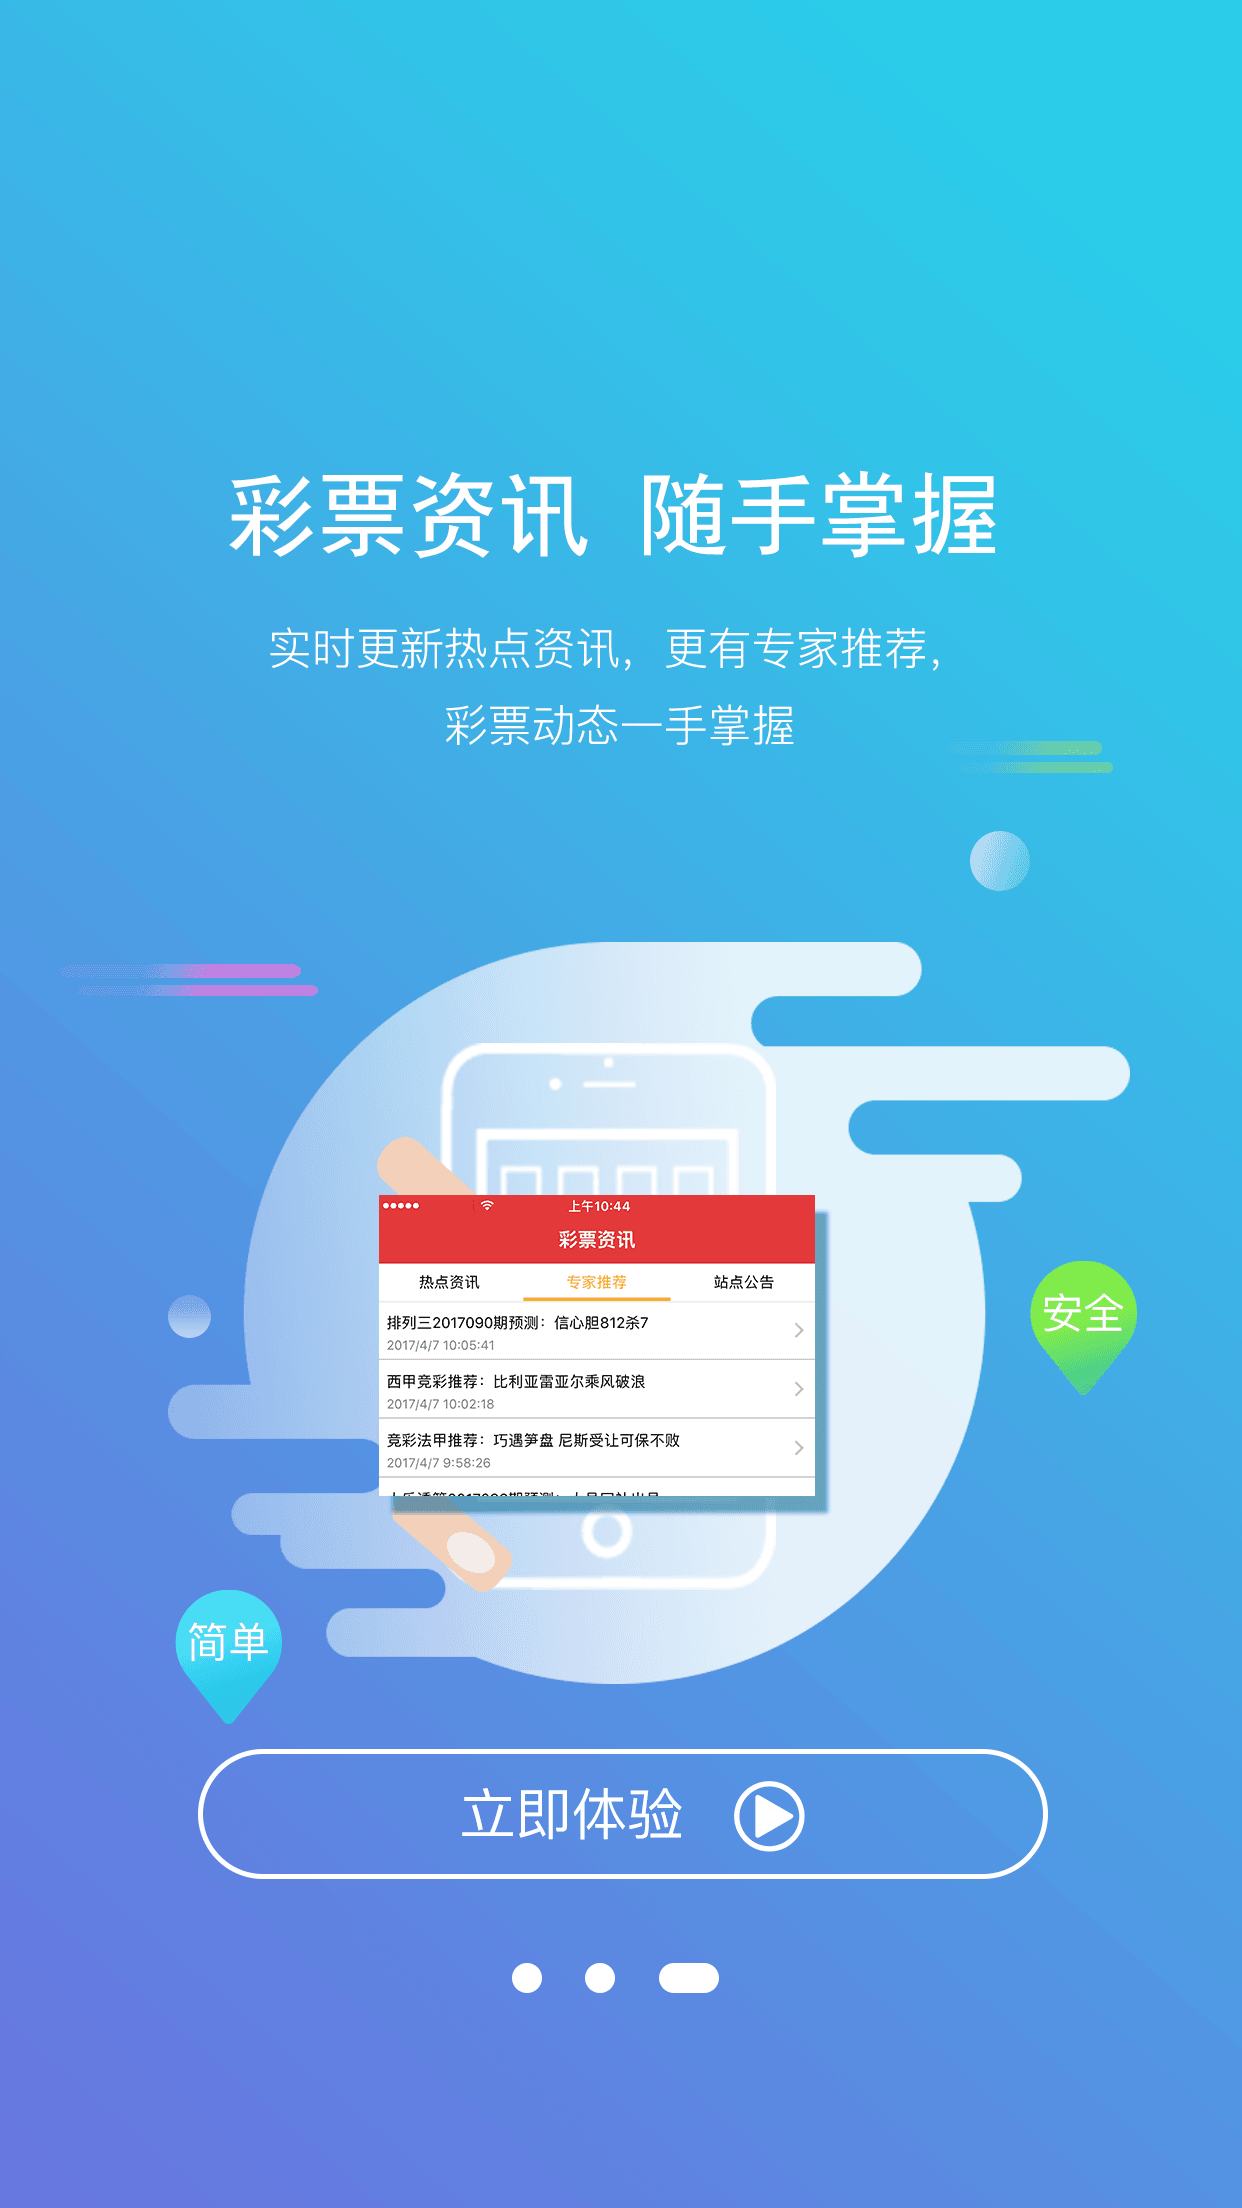 彩票资讯 随手掌握
实时更新热点资讯，更有专家推荐，
彩票动态一手掌握
上午10:44
彩票资讯
热点资讯 专家推荐 站点公告
排列三2017090期预测：信心胆812杀7
2017/4/7 10:05:41
西甲竞彩推荐：比利亚雷亚尔乘风破浪
2017/4/7 10:02:18
竞彩法甲推荐：巧遇笋盘 尼斯受让可保不败
2017/4/7 9:58:26
安全
简单
立即体验